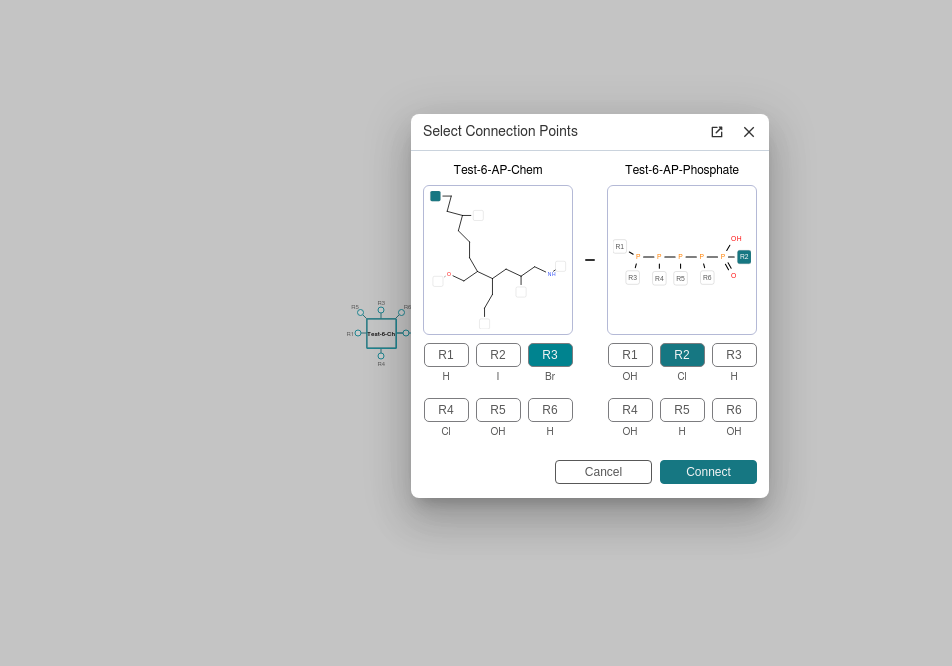 Select Connection Points
Test-6-AP-Chem
Test-6-AP-Phosphate
O
NH
R1
P
P
P
P
P
OH
R2
R3
R4
R5
R6
O
R1
R2
R3
H
I
Br
R4
R5
R6
Cl
OH
H
R1
R2
R3
OH
Cl
H
R4
R5
R6
OH
H
OH
Cancel
Connect
R5
R3
R6
R1
Test-6-Ch
R4